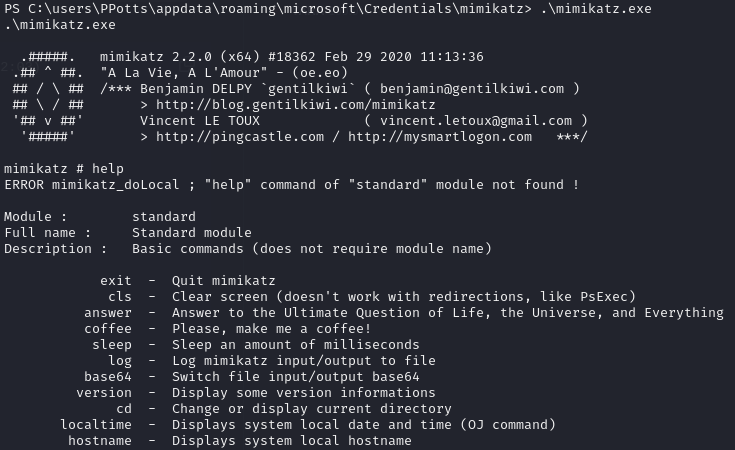 PS C:\users\PPotts\appdata\roaming\microsoft\Credentials\mimikatz> .\mimikatz.exe
.\mimikatz.exe

  .#####.   mimikatz 2.2.0 (x64) #18362 Feb 29 2020 11:13:36
 .## ^ ##.  "A La Vie, A L'Amour" - (oe.eo)
 ## / \ ##  /*** Benjamin DELPY `gentilkiwi` ( benjamin@gentilkiwi.com )
 ## \ / ##       > http://blog.gentilkiwi.com/mimikatz
 '## v ##'       Vincent LE TOUX             ( vincent.letoux@gmail.com )
  '#####'        > http://pingcastle.com / http://mysmartlogon.com   ***/

mimikatz # help
ERROR mimikatz_doLocal ; "help" command of "standard" module not found !

Module :        standard
Full name :     Standard module
Description :   Basic commands (does not require module name)

            exit  -  Quit mimikatz
             cls  -  Clear screen (doesn't work with redirections, like PsExec)
          answer  -  Answer to the Ultimate Question of Life, the Universe, and Everything
          coffee  -  Please, make me a coffee!
           sleep  -  Sleep an amount of milliseconds
             log  -  Log mimikatz input/output to file
          base64  -  Switch file input/output base64
         version  -  Display some version informations
              cd  -  Change or display current directory
       localtime  -  Displays system local date and time (OJ command)
        hostname  -  Displays system local hostname